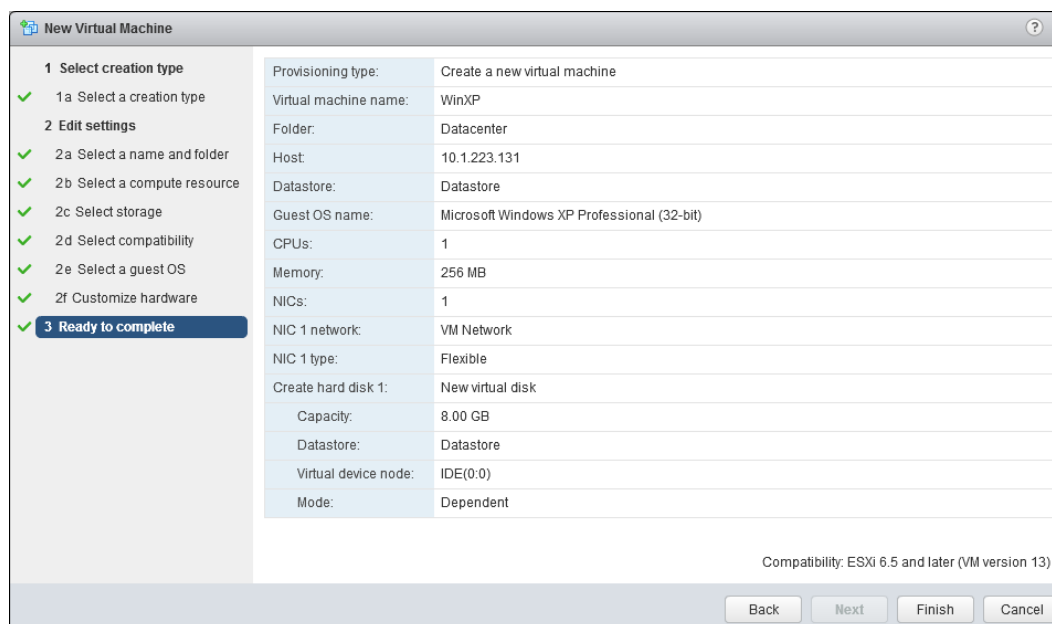 New Virtual Machine
?
1 Select creation type
1a Select a creation type
2 Edit settings
2a Select a name and folder
2b Select a compute resource
2c Select storage
2d Select compatibility
2e Select a guest OS
2f Customize hardware
3 Ready to complete
Provisioning type: Create a new virtual machine
Virtual machine name: WinXP
Folder: Datacenter
Host: 10.1.223.131
Datastore: Datastore
Guest OS name: Microsoft Windows XP Professional (32-bit)
CPUs: 1
Memory: 256 MB
NICs: 1
NIC 1 network: VM Network
NIC 1 type: Flexible
Create hard disk 1: New virtual disk
Capacity: 8.00 GB
Datastore: Datastore
Virtual device node: IDE(0:0)
Mode: Dependent
Compatibility: ESXi 6.5 and later (VM version 13)
Back Next Finish Cancel